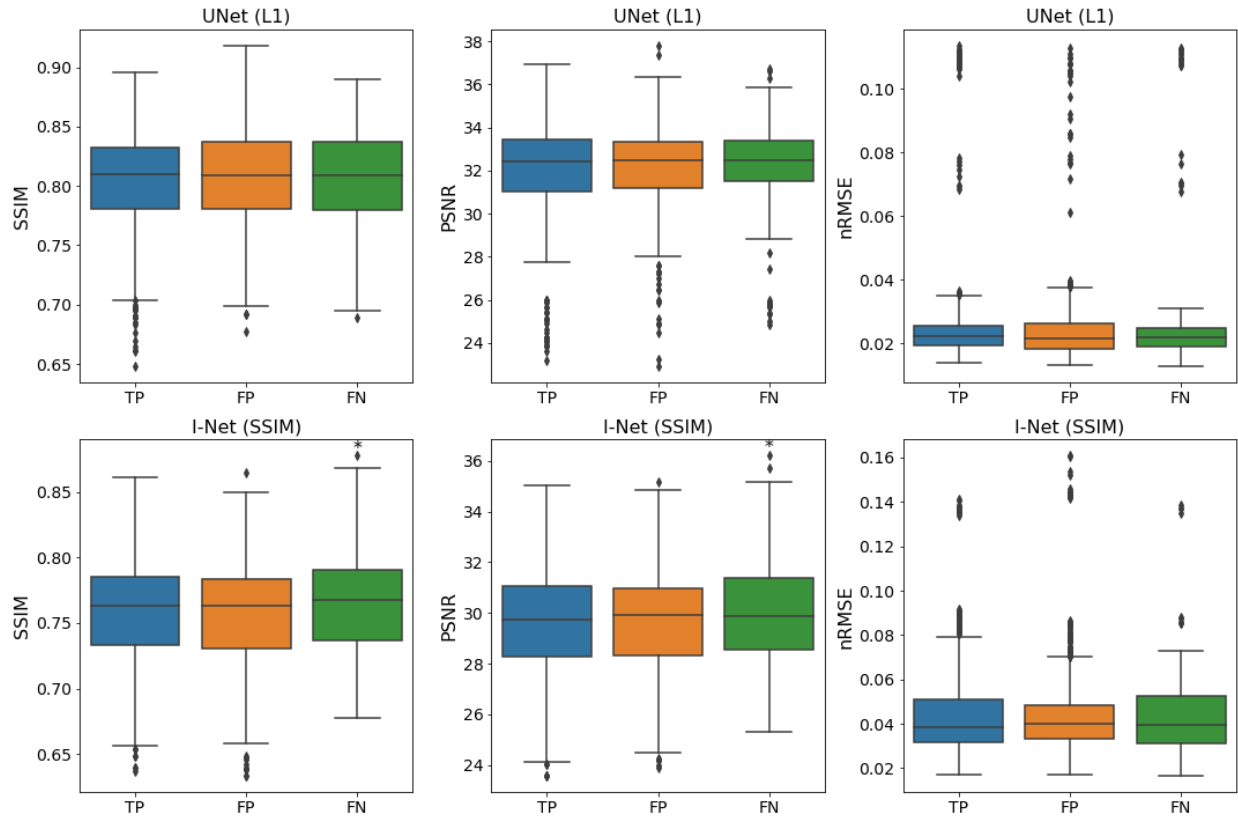 UNet (L1)
SSIM
0.90
0.85
0.80
0.75
0.70
0.65
TP FP FN
UNet (L1)
PSNR
38
36
34
32
30
28
26
24
TP FP FN
UNet (L1)
nRMSE
0.10
0.08
0.06
0.04
0.02
TP FP FN
I-Net (SSIM)
*
SSIM
0.85
0.80
0.75
0.70
0.65
TP FP FN
I-Net (SSIM)
*
PSNR
36
34
32
30
28
26
24
TP FP FN
I-Net (SSIM)
nRMSE
0.16
0.14
0.12
0.10
0.08
0.06
0.04
0.02
TP FP FN